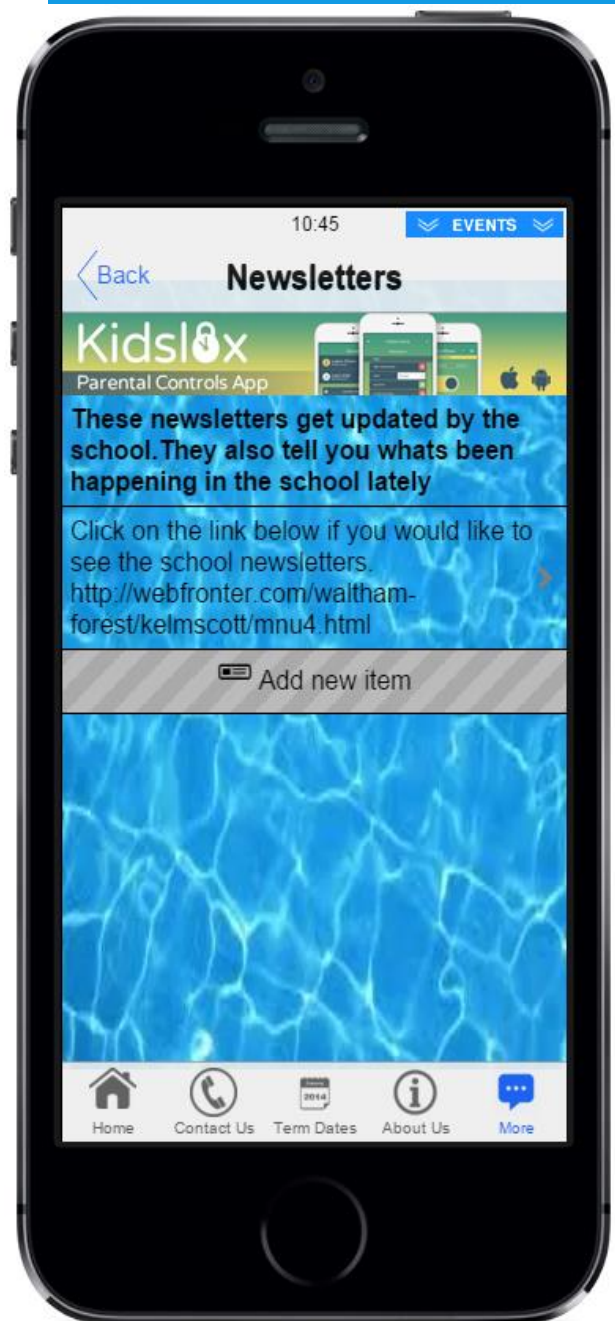 10:45 EVENTS
Back Newsletters
Kidslox
Parental Controls App
These newsletters get updated by the
school.They also tell you whats been
happening in the school lately
Click on the link below if you would like to
see the school newsletters.
http://webfronter.com/waltham-
forest/kelmscott/mnu4.html
Add new item
2014
Home Contact Us Term Dates About Us More